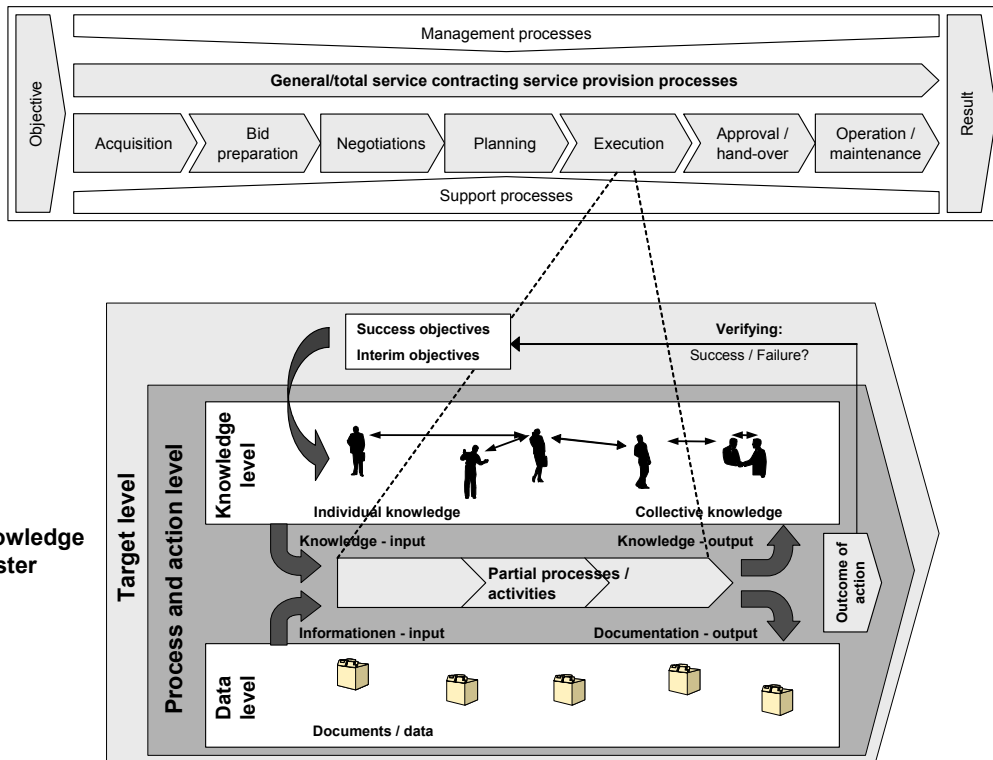 Management processes
Objective
General/total service contracting service provision processes
Result
Acquisition
Bid
preparation
Negotiations
Planning
Execution
Approval /
hand-over
Operation /
maintenance
Support processes
Success objectives
Interim objectives
Verifying:
Success / Failure?
Target level
Process and action level
Knowledge
level
Individual knowledge
Collective knowledge
Knowledge - input
Knowledge - output
Partial processes /
activities
Outcome of
action
Informationen - input
Documentation - output
Data
level
Documents / data